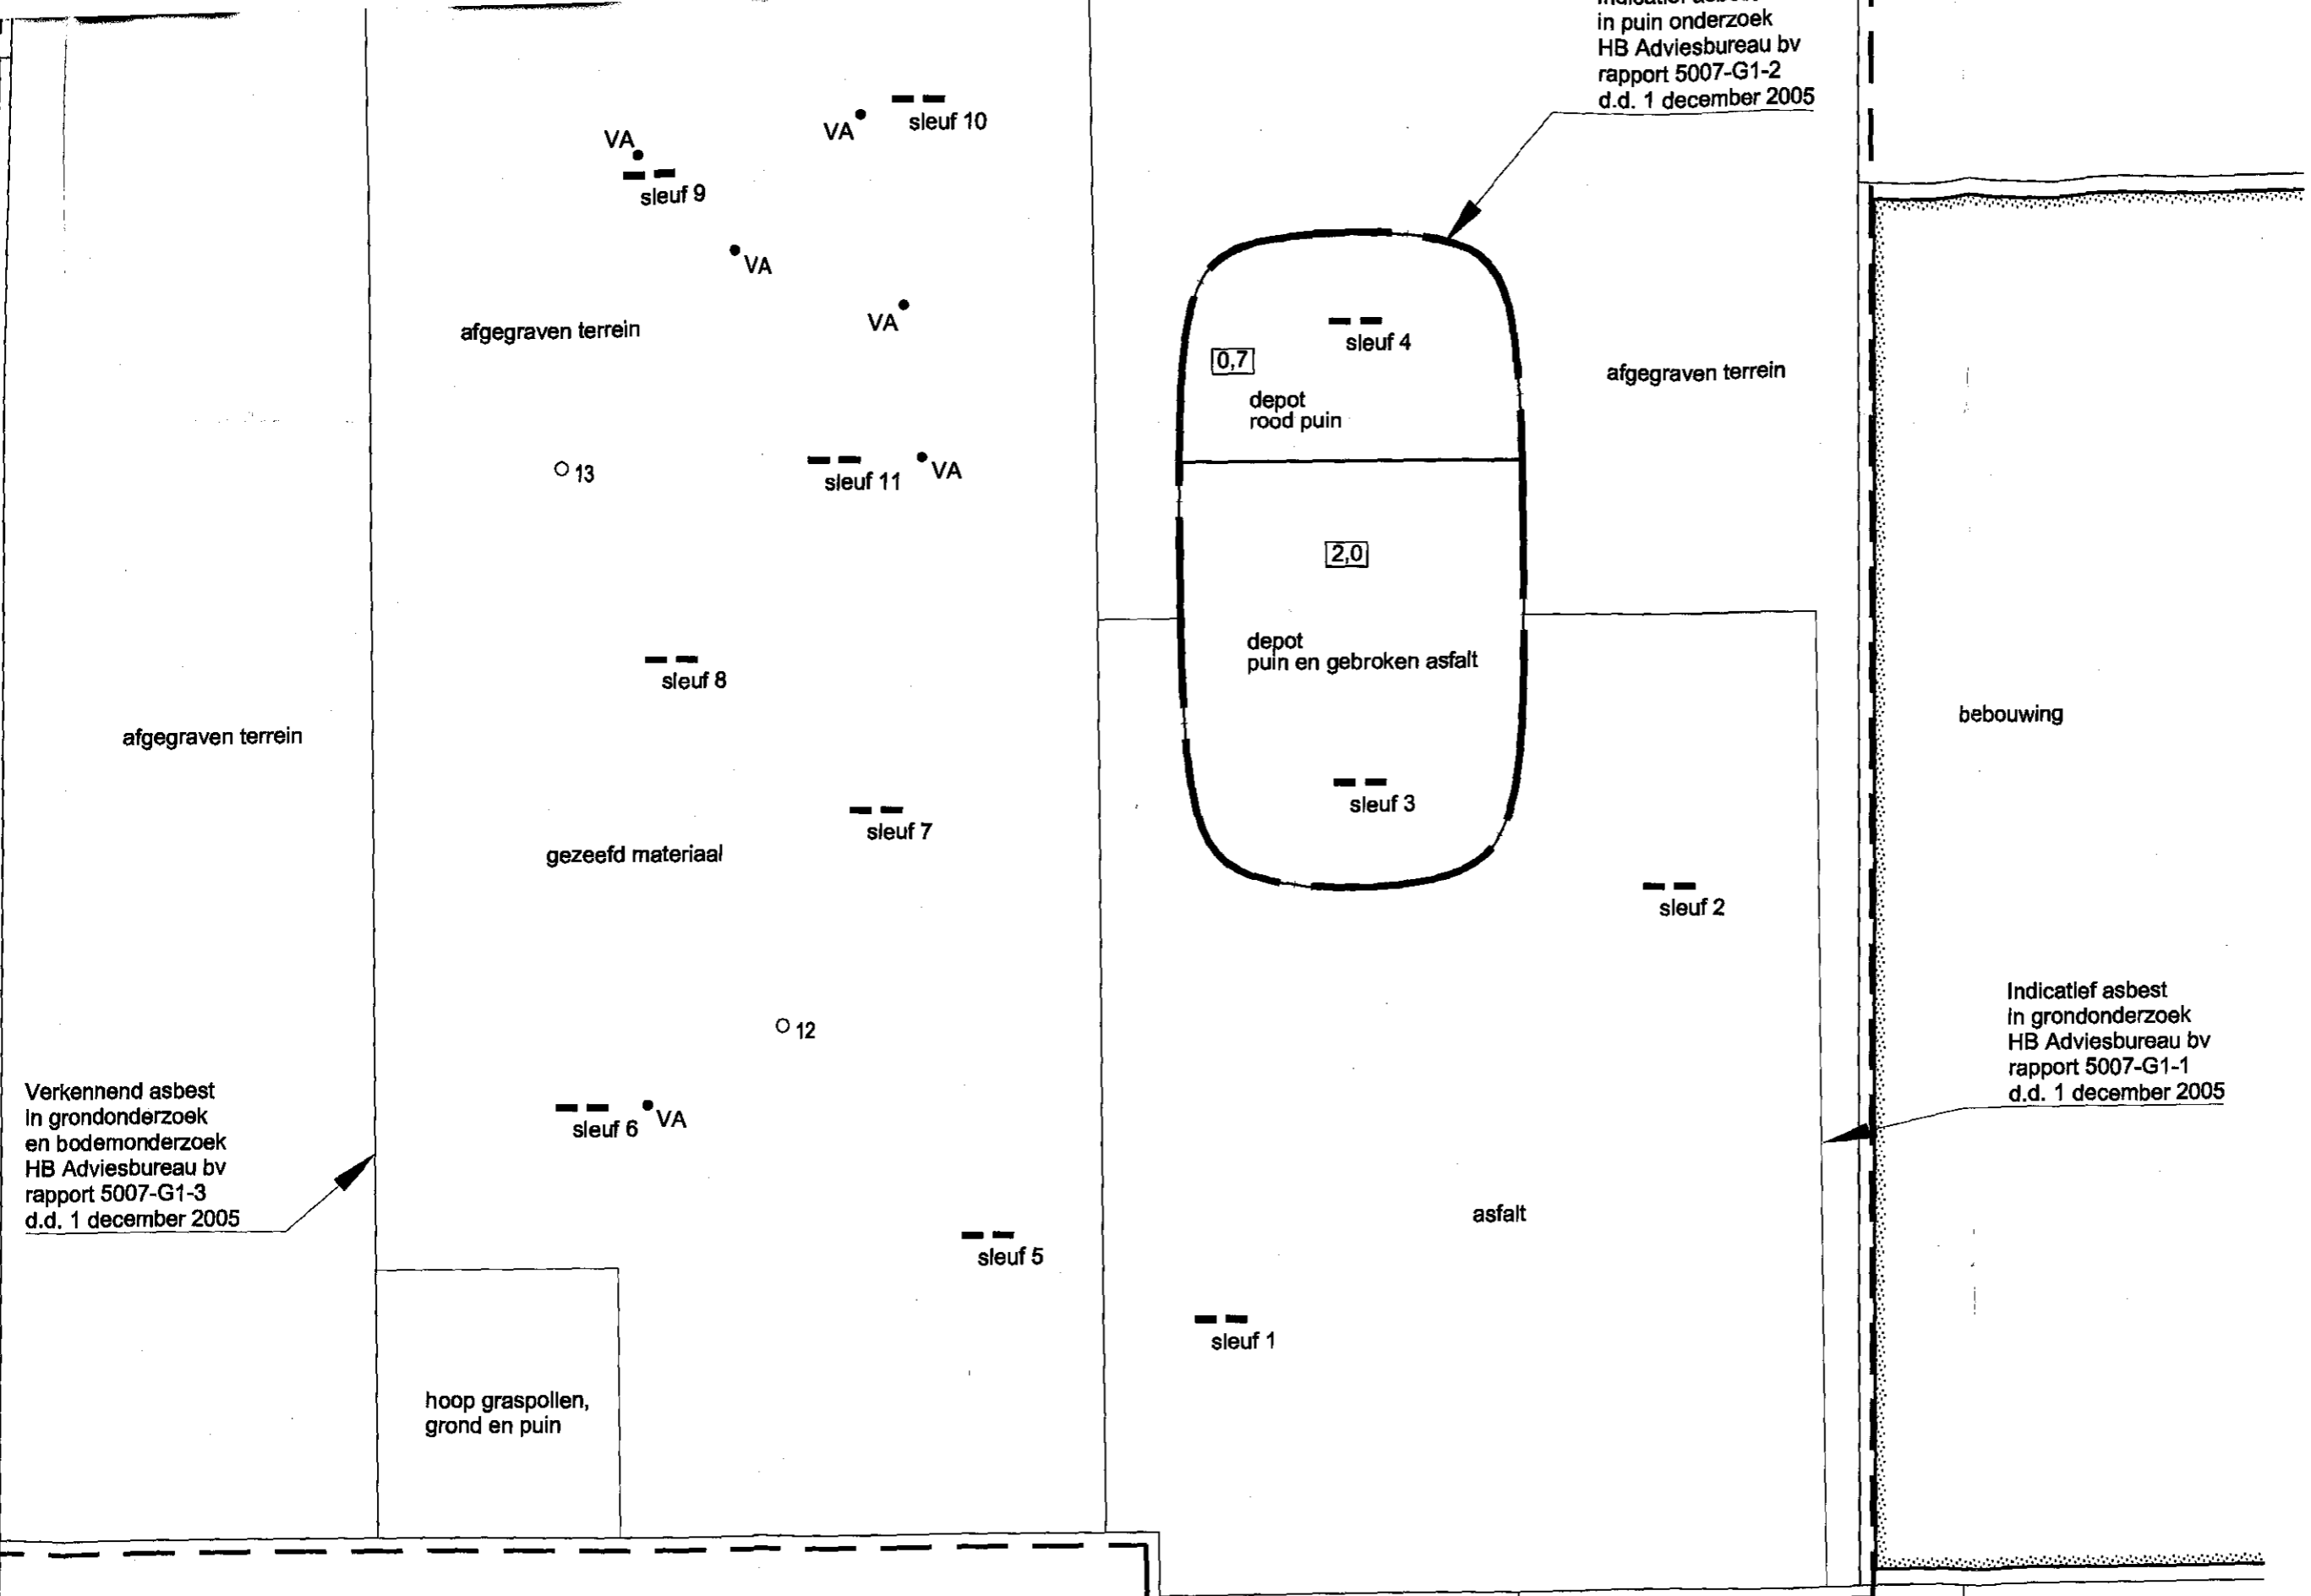 in puin onderzoek
HB Adviesbureau bv
rapport 5007-G1-2
d.d. 1 december 2005
VA
sleuf 10
VA
sleuf 9
VA
VA
afgegraven terrein
sleuf 4
0,7
depot
rood puin
afgegraven terrein
13
sleuf 11
VA
2,0
depot
puin en gebroken asfalt
sleuf 8
afgegraven terrein
bebouwing
sleuf 3
sleuf 7
gezeefd materiaal
sleuf 2
Indicatief asbest
in grondonderzoek
HB Adviesbureau bv
rapport 5007-G1-1
d.d. 1 december 2005
12
Verkennend asbest
in grondonderzoek
en bodemonderzoek
HB Adviesbureau bv
rapport 5007-G1-3
d.d. 1 december 2005
sleuf 6
VA
asfalt
sleuf 5
sleuf 1
hoop graspollen,
grond en puin